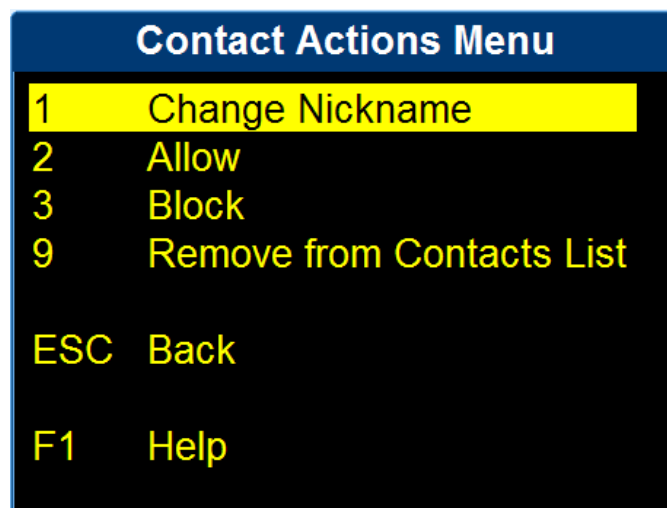 Contact Actions Menu
1 Change Nickname
2 Allow
3 Block
9 Remove from Contacts List
ESC Back
F1 Help